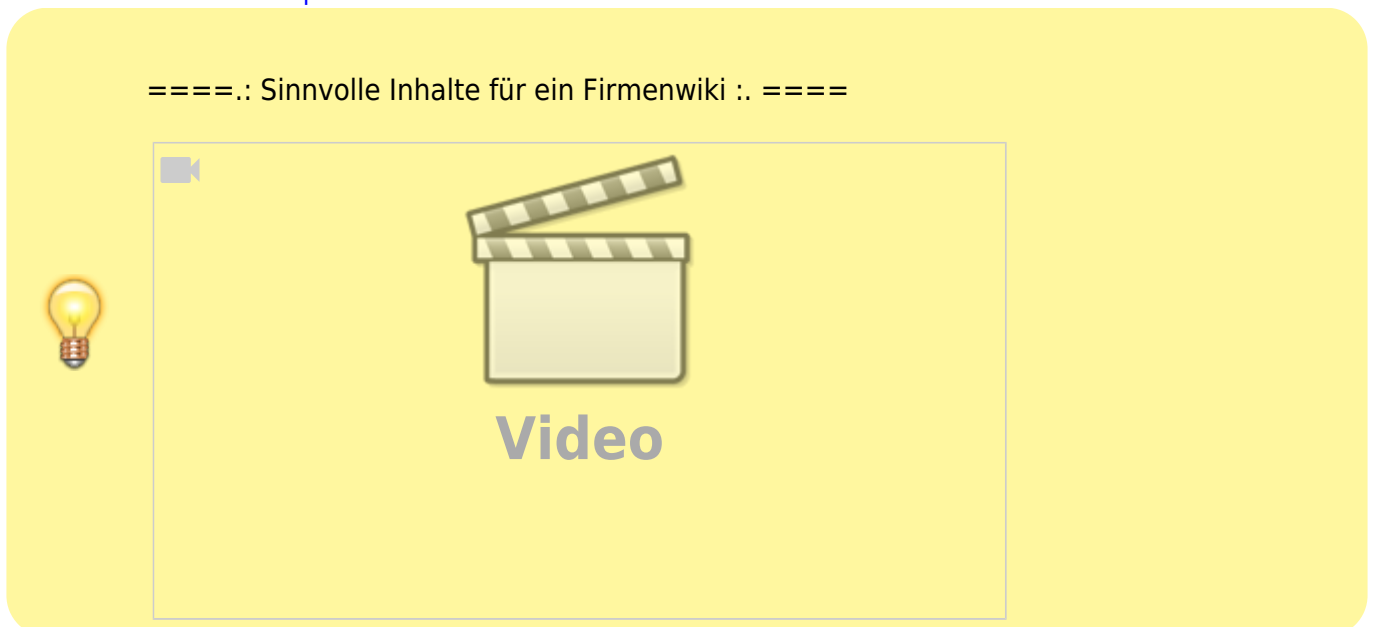 ====.: Sinnvolle Inhalte für ein Firmenwiki :. ====
Video